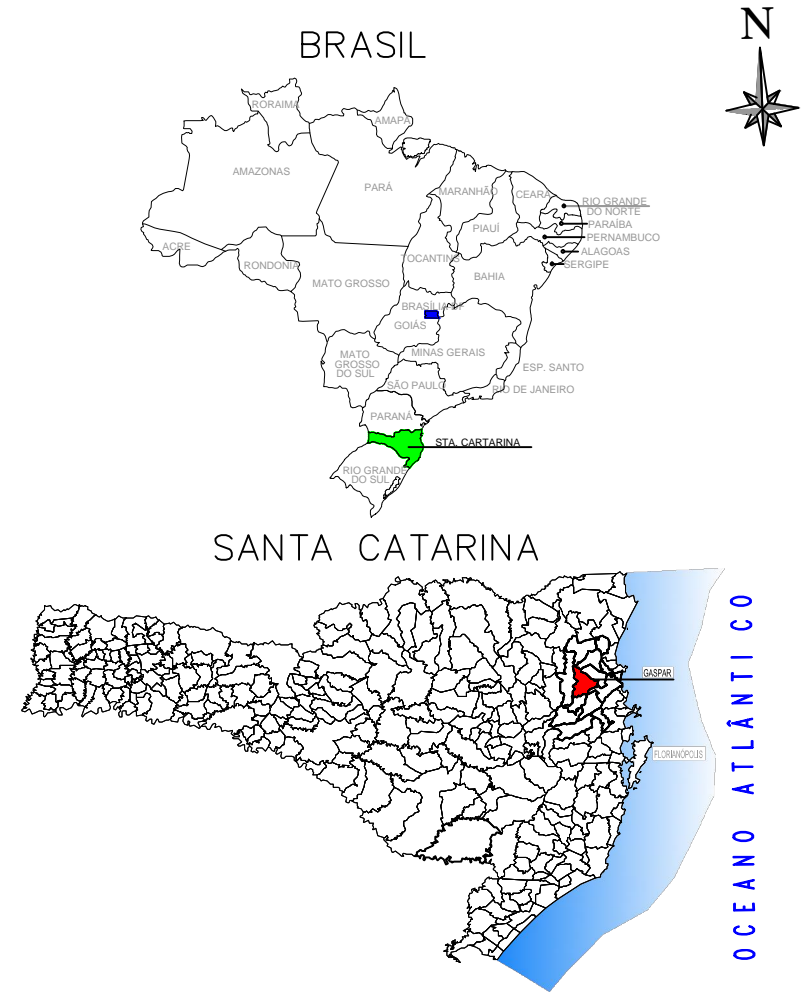 N
BRASIL
RORAIMA
AMAPÁ
AMAZONAS
PARÁ
MARANHÃO
CEARÁ
RIO GRANDE
DO NORTE
PARAÍBA
PIAUÍ
PERNAMBUCO
ACRE
ALAGOAS
TOCANTINS
SERGIPE
RONDONIA
BAHIA
MATO GROSSO
BRASÍLIA-DF
GOIÁS
MINAS GERAIS
MATO
GROSSO
DO SUL
ESP. SANTO
SÃO PAULO
RIO DE JANEIRO
PARANÁ
STA. CARTARINA
RIO GRANDE
DO SUL
SANTA CATARINA
GASPAR
FLORIANÓPOLIS
OCEANO ATLÂNTICO